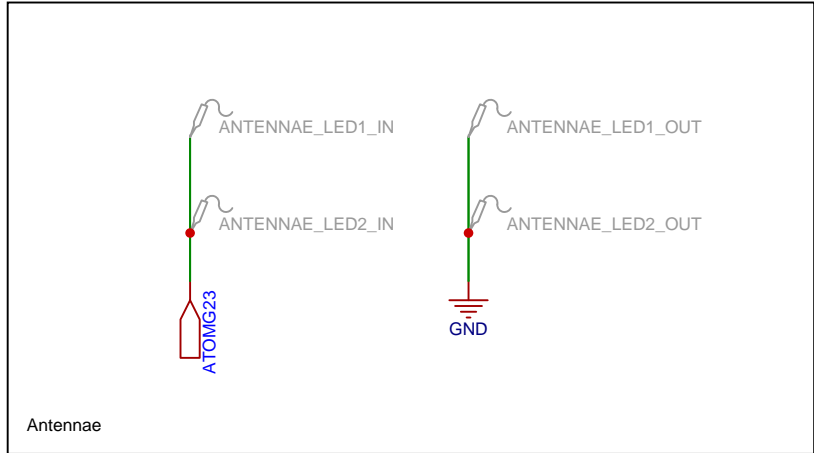 ANTENNAE_LED1_IN
ANTENNAE_LED1_OUT
ANTENNAE_LED2_IN
ANTENNAE_LED2_OUT
ATOMG23
GND
Antennae